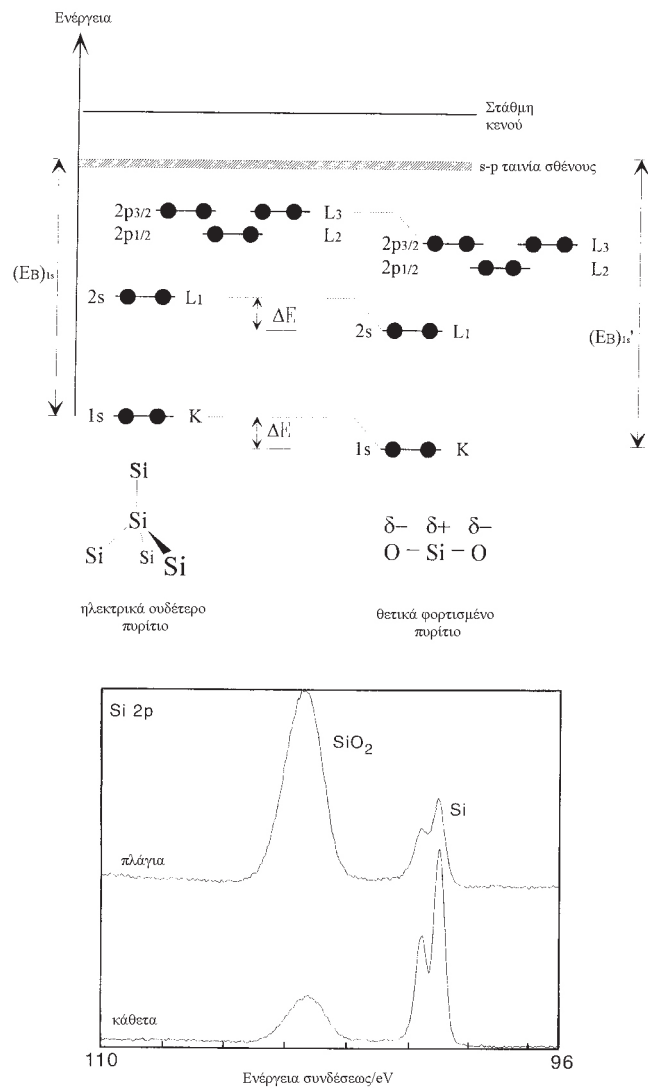 Ενέργεια
Στάθμη
κενού
s-p ταινία σθένους
2p3/2 L3
2p1/2 L2
2p3/2 L3
2p1/2 L2
(EB)1s
2s L1
ΔE
2s L1
(EB)1s'
1s K
ΔE
1s K
Si
Si
Si Si Si
δ− δ+ δ−
O − Si − O
ηλεκτρικά ουδέτερο
πυρίτιο
θετικά φορτισμένο
πυρίτιο
Si 2p
SiO2
Si
πλάγια
κάθετα
110 96
Ενέργεια συνδέσεως/eV